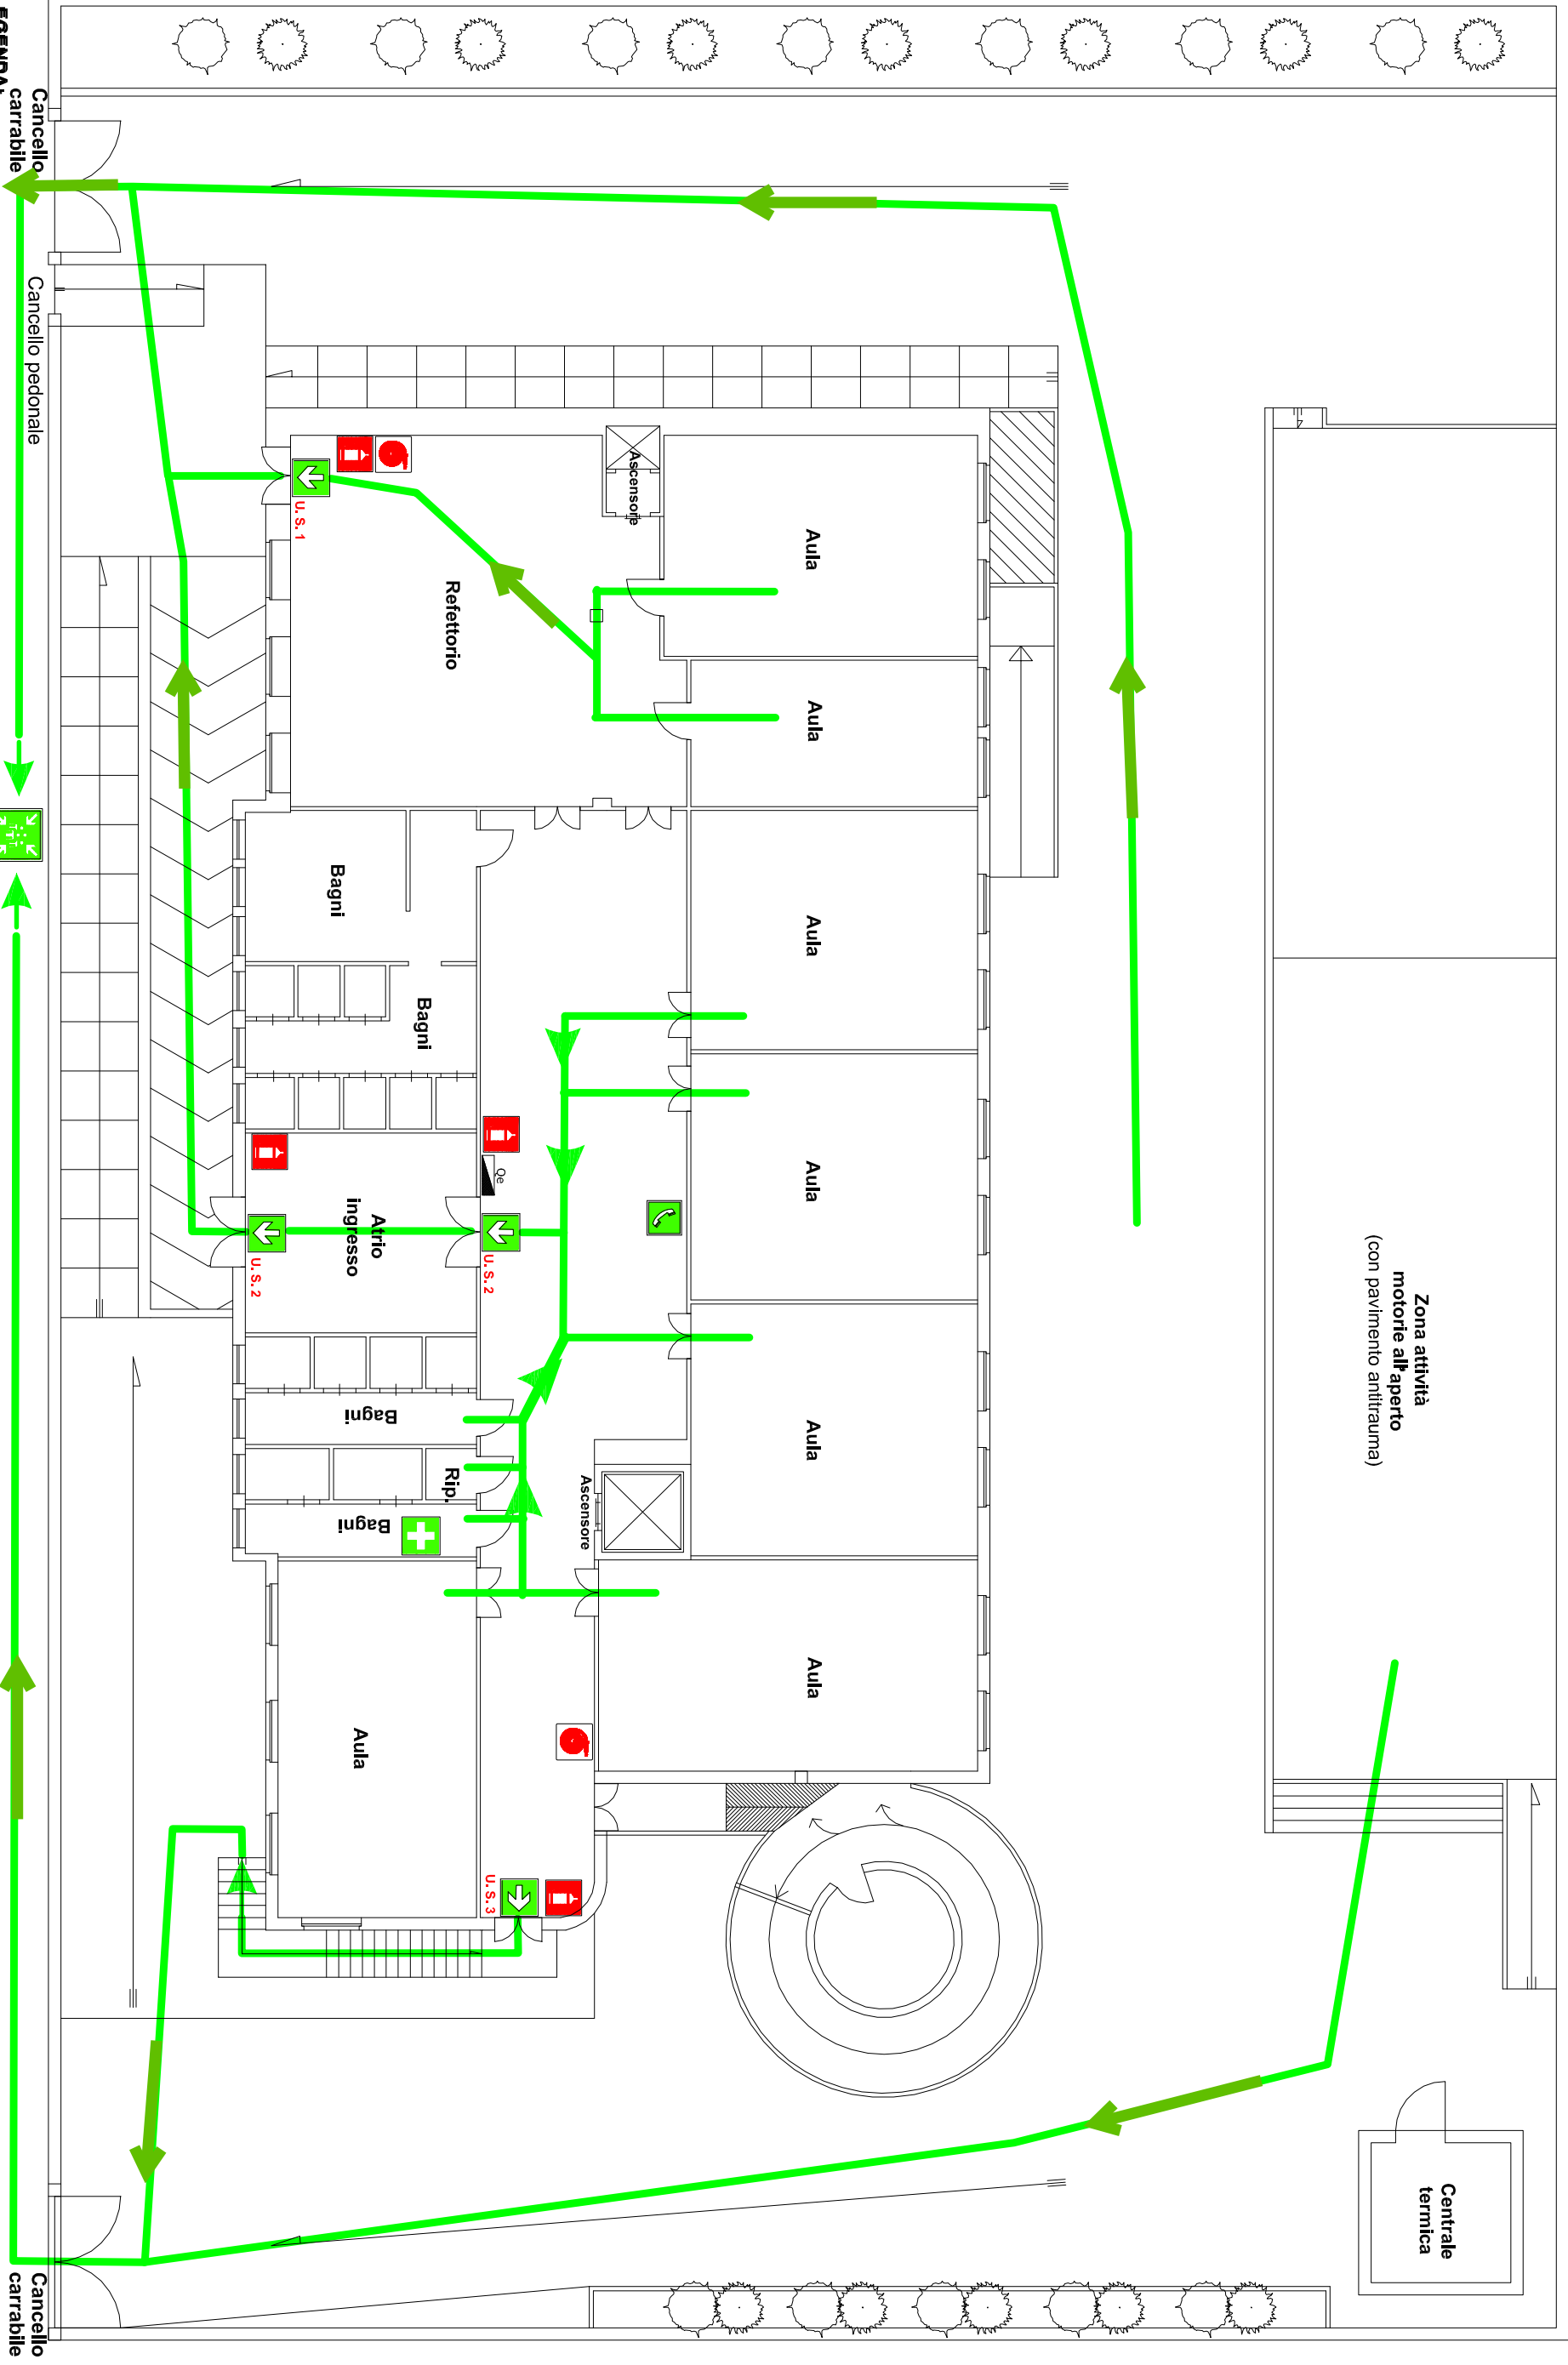 Zona attività
motorie all'aperto
(con pavimento antitrauma)
Centrale
termica
Aula
Aula
Aula
Aula
Aula
Aula
Ascensore
Ascensore
Refettorio
Qe
Bagni
Bagni
Atrio
ingresso
Bagni
Rip.
Bagni
Aula
U. S. 1
U. S. 2
U. S. 2
U. S. 3
Cancello
carrabile
Cancello pedonale
Cancello
carrabile